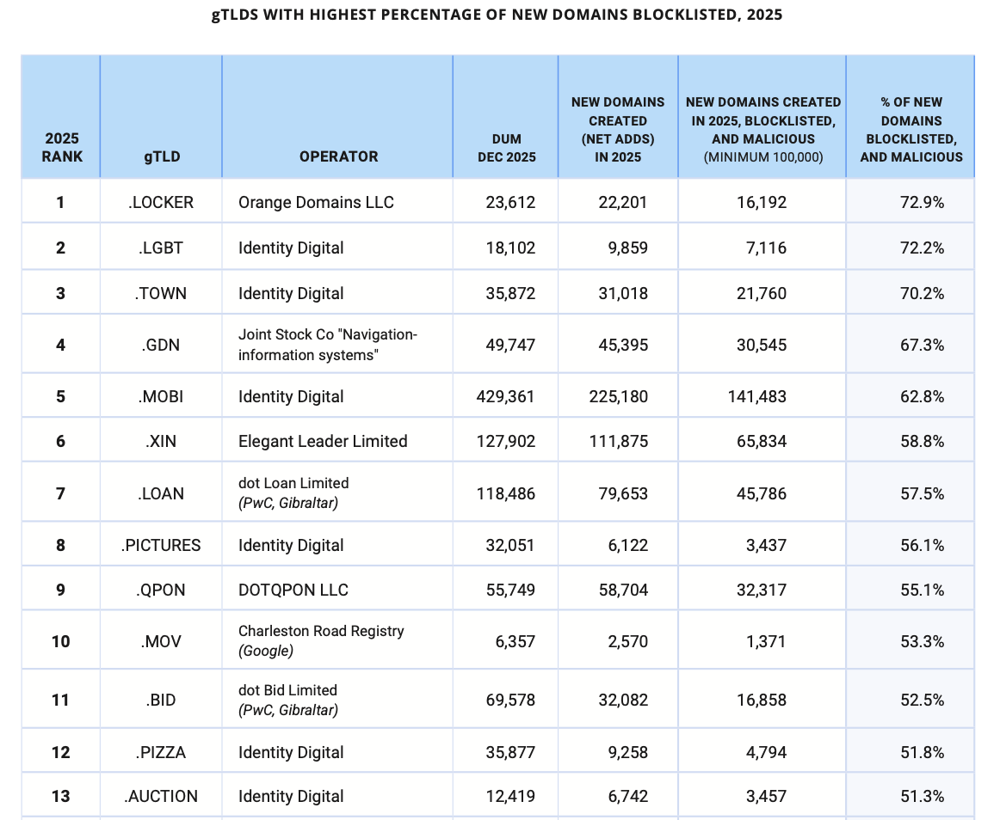 gTLDS WITH HIGHEST PERCENTAGE OF NEW DOMAINS BLOCKLISTED, 2025
2025 RANK gTLD OPERATOR DUM DEC 2025 NEW DOMAINS CREATED (NET ADDS) IN 2025 NEW DOMAINS CREATED IN 2025, BLOCKLISTED, AND MALICIOUS (MINIMUM 100,000) % OF NEW DOMAINS BLOCKLISTED, AND MALICIOUS
1 .LOCKER Orange Domains LLC 23,612 22,201 16,192 72.9%
2 .LGBT Identity Digital 18,102 9,859 7,116 72.2%
3 .TOWN Identity Digital 35,872 31,018 21,760 70.2%
4 .GDN Joint Stock Co "Navigation-information systems" 49,747 45,395 30,545 67.3%
5 .MOBI Identity Digital 429,361 225,180 141,483 62.8%
6 .XIN Elegant Leader Limited 127,902 111,875 65,834 58.8%
7 .LOAN dot Loan Limited (PwC, Gibraltar) 118,486 79,653 45,786 57.5%
8 .PICTURES Identity Digital 32,051 6,122 3,437 56.1%
9 .QPON DOTQPON LLC 55,749 58,704 32,317 55.1%
10 .MOV Charleston Road Registry (Google) 6,357 2,570 1,371 53.3%
11 .BID dot Bid Limited (PwC, Gibraltar) 69,578 32,082 16,858 52.5%
12 .PIZZA Identity Digital 35,877 9,258 4,794 51.8%
13 .AUCTION Identity Digital 12,419 6,742 3,457 51.3%